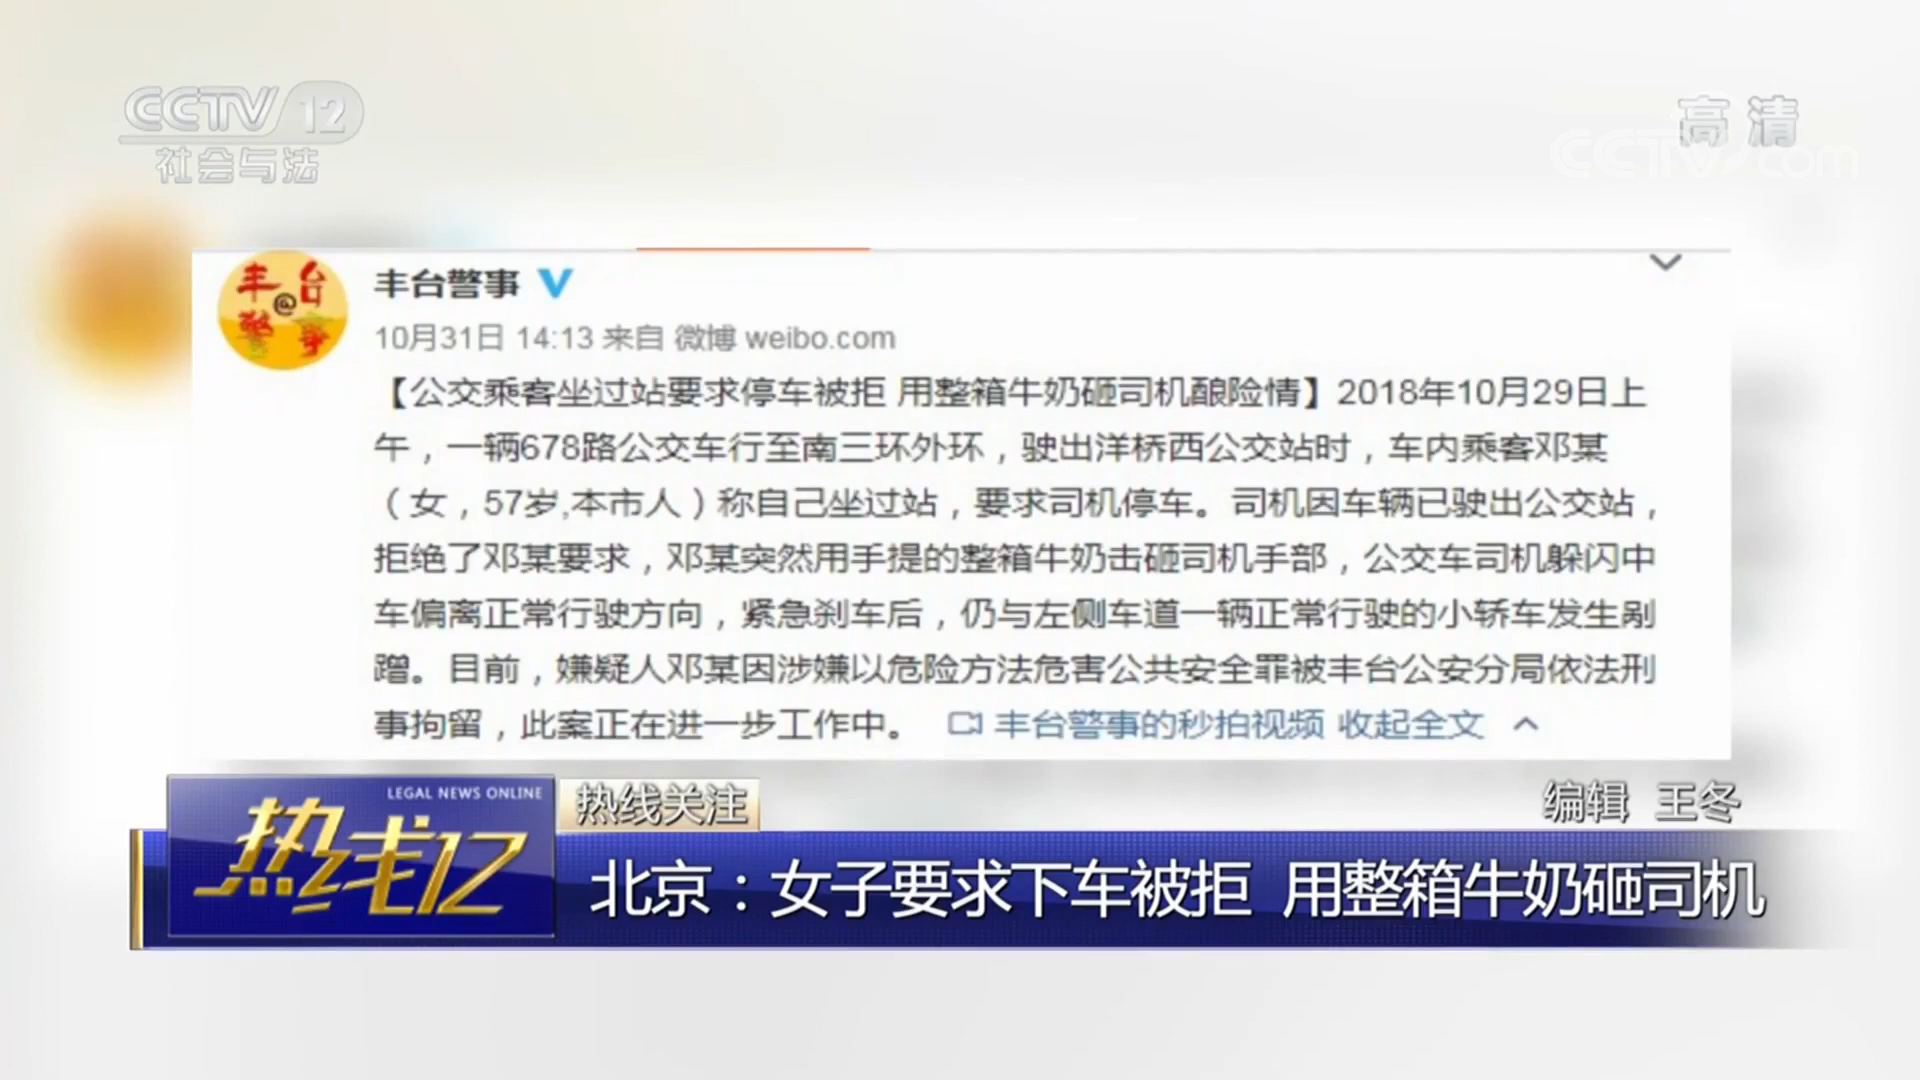 CCTV 12
社会与法
高清
CCTV com
丰台
@
警事
丰台警事
10月31日 14:13 来自 微博 weibo.com
【公交乘客坐过站要求停车被拒 用整箱牛奶砸司机酿险情】2018年10月29日上
午，一辆678路公交车行至南三环外环，驶出洋桥西公交站时，车内乘客邓某
（女，57岁,本市人）称自己坐过站，要求司机停车。司机因车辆已驶出公交站，
拒绝了邓某要求，邓某突然用手提的整箱牛奶击砸司机手部，公交车司机躲闪中
车偏离正常行驶方向，紧急刹车后，仍与左侧车道一辆正常行驶的小轿车发生剐
蹭。目前，嫌疑人邓某因涉嫌以危险方法危害公共安全罪被丰台公安分局依法刑
事拘留，此案正在进一步工作中。 丰台警事的秒拍视频 收起全文
LEGAL NEWS ONLINE
热线12
热线关注
编辑 王冬
北京：女子要求下车被拒 用整箱牛奶砸司机